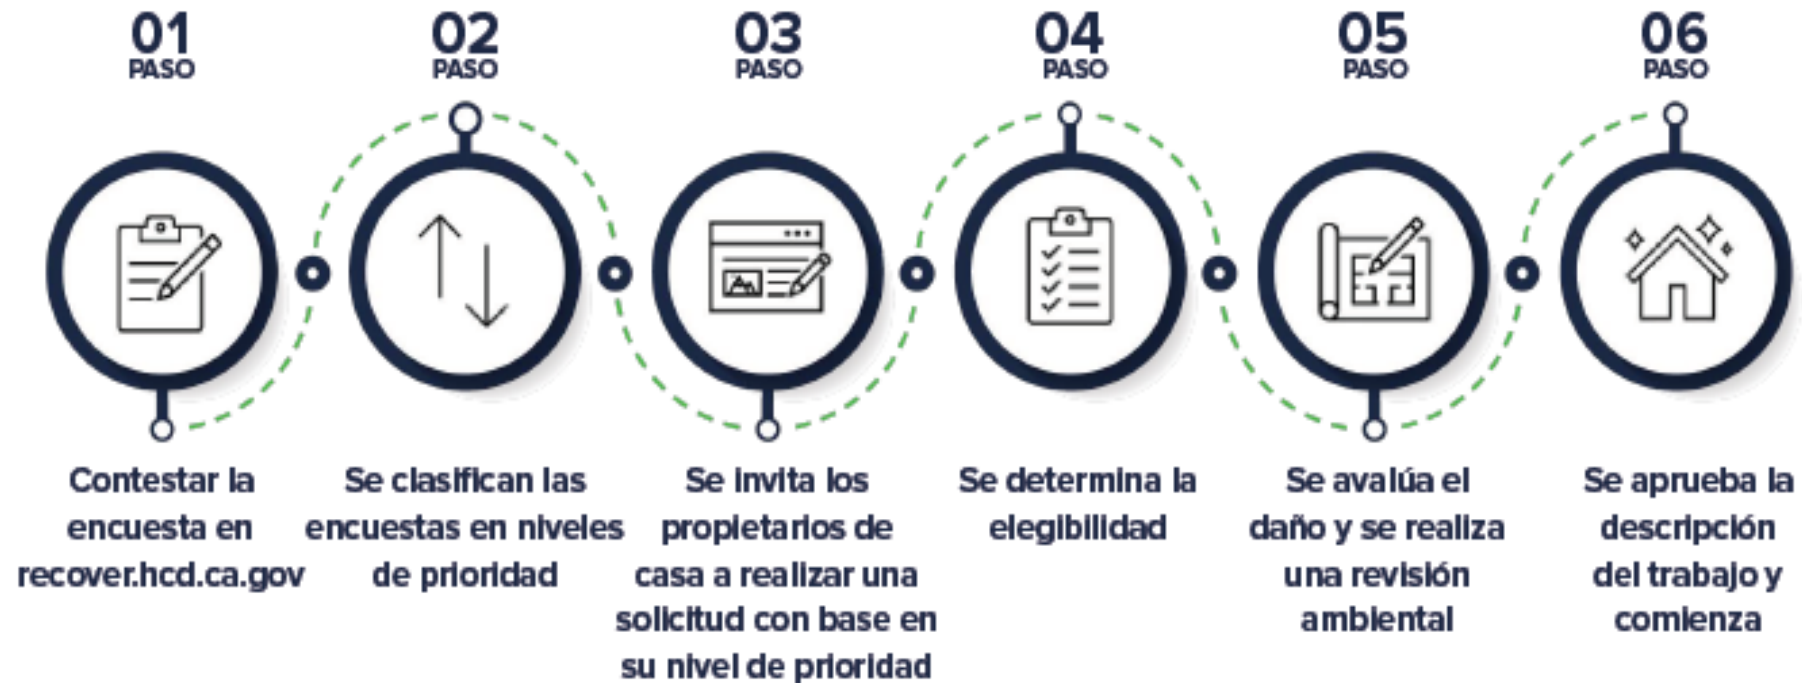 01
PASO
Contestar la
encuesta en
recover.hcd.ca.gov
02
PASO
Se clasifican las
encuestas en niveles
de prioridad
03
PASO
Se invita los
propietarios de
casa a realizar una
solicitud con base en
su nivel de prioridad
04
PASO
Se determina la
elegibilidad
05
PASO
Se avalúa el
daño y se realiza
una revisión
ambiental
06
PASO
Se aprueba la
descripción
del trabajo y
comienza